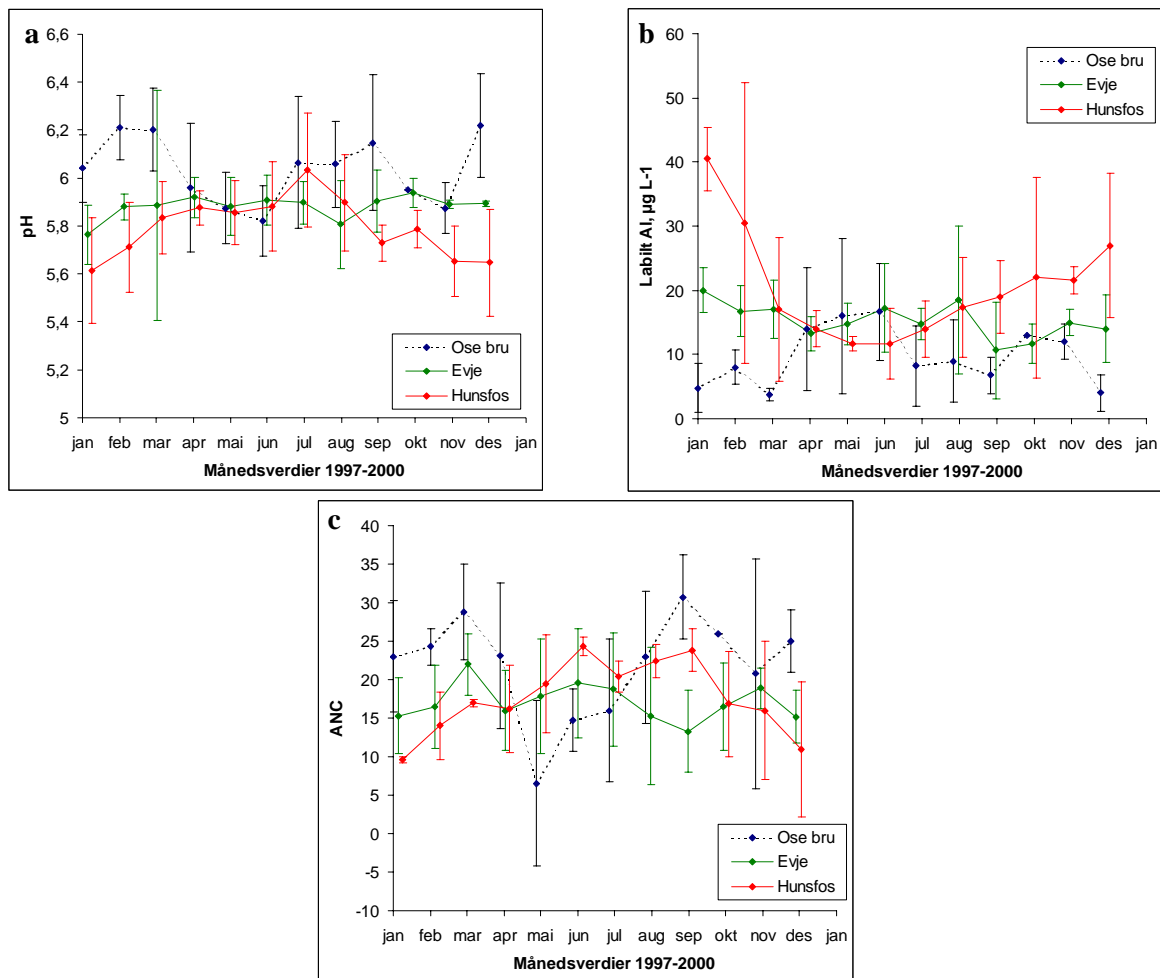 a
6,6
6,4
6,2
6
5,8
5,6
5,4
5,2
5
pH
Ose bru
Evje
Hunsfos
jan feb mar apr mai jun jul aug sep okt nov des jan
Månedsverdier 1997-2000
b
60
50
40
30
20
10
0
Labilt Al, µg L-1
Ose bru
Evje
Hunsfos
jan feb mar apr mai jun jul aug sep okt nov des jan
Månedsverdier 1997-2000
c
40
35
30
25
20
15
10
5
0
-5
-10
ANC
Ose bru
Evje
Hunsfos
jan feb mar apr mai jun jul aug sep okt nov des jan
Månedsverdier 1997-2000